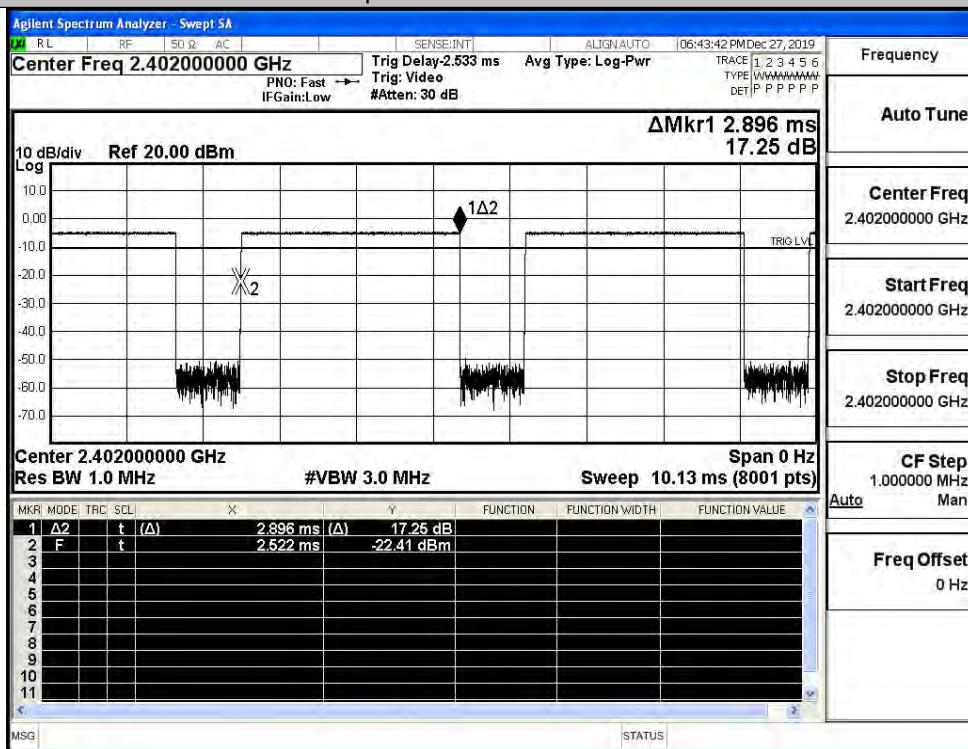 Agilent Spectrum Analyzer - Swept SA
RL RF 50 Ω AC SENSE:INT ALIGN AUTO 06:43:42 PM Dec 27, 2019
Center Freq 2.402000000 GHz
PNO: Fast
IFGain:Low
Trig Delay-2.533 ms
Trig: Video
#Atten: 30 dB
Avg Type: Log-Pwr
TRACE 1 2 3 4 5 6
TYPE WWWWWW
DET P P P P P P
ΔMkr1 2.896 ms
17.25 dB
10 dB/div Ref 20.00 dBm
Log
10.0
0.00
-10.0
-20.0
-30.0
-40.0
-50.0
-60.0
-70.0
1Δ2
TRIG LVL
2
Center 2.402000000 GHz Span 0 Hz
Res BW 1.0 MHz #VBW 3.0 MHz Sweep 10.13 ms (8001 pts)
MKR MODE TRC SCL X Y FUNCTION FUNCTION WIDTH FUNCTION VALUE
1 Δ2 t (Δ) 2.896 ms (Δ) 17.25 dB
2 F t 2.522 ms -22.41 dBm
3
4
5
6
7
8
9
10
11
MSG STATUS
Frequency
Auto Tune
Center Freq
2.402000000 GHz
Start Freq
2.402000000 GHz
Stop Freq
2.402000000 GHz
CF Step
1.000000 MHz
Auto Man
Freq Offset
0 Hz